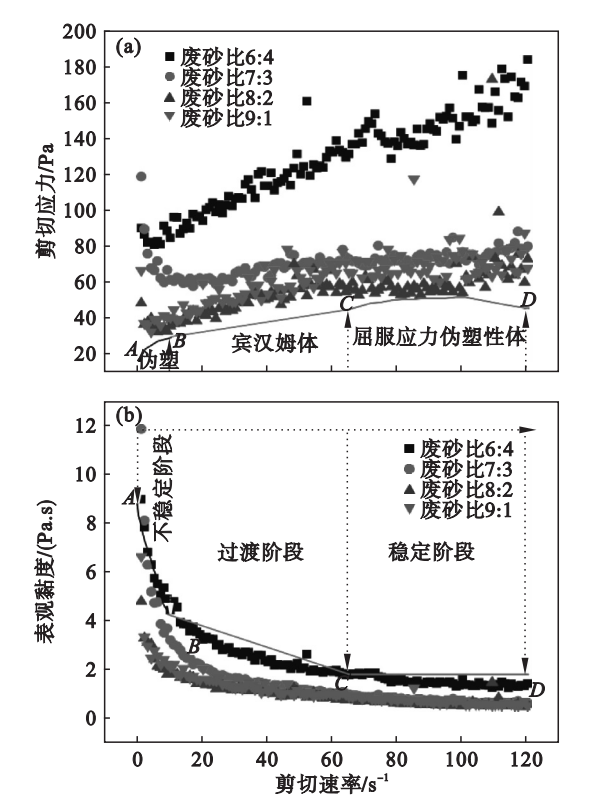 (a)
200
180
160
140
120
100
80
60
40
20
剪切应力/Pa
废砂比6:4
废砂比7:3
废砂比8:2
废砂比9:1
A
B
C
D
伪塑
宾汉姆体
屈服应力伪塑性体
(b)
12
10
8
6
4
2
0
表观黏度/(Pa.s)
废砂比6:4
废砂比7:3
废砂比8:2
废砂比9:1
不稳定阶段
过渡阶段
稳定阶段
A
B
C
D
0
20
40
60
80
100
120
剪切速率/s⁻¹